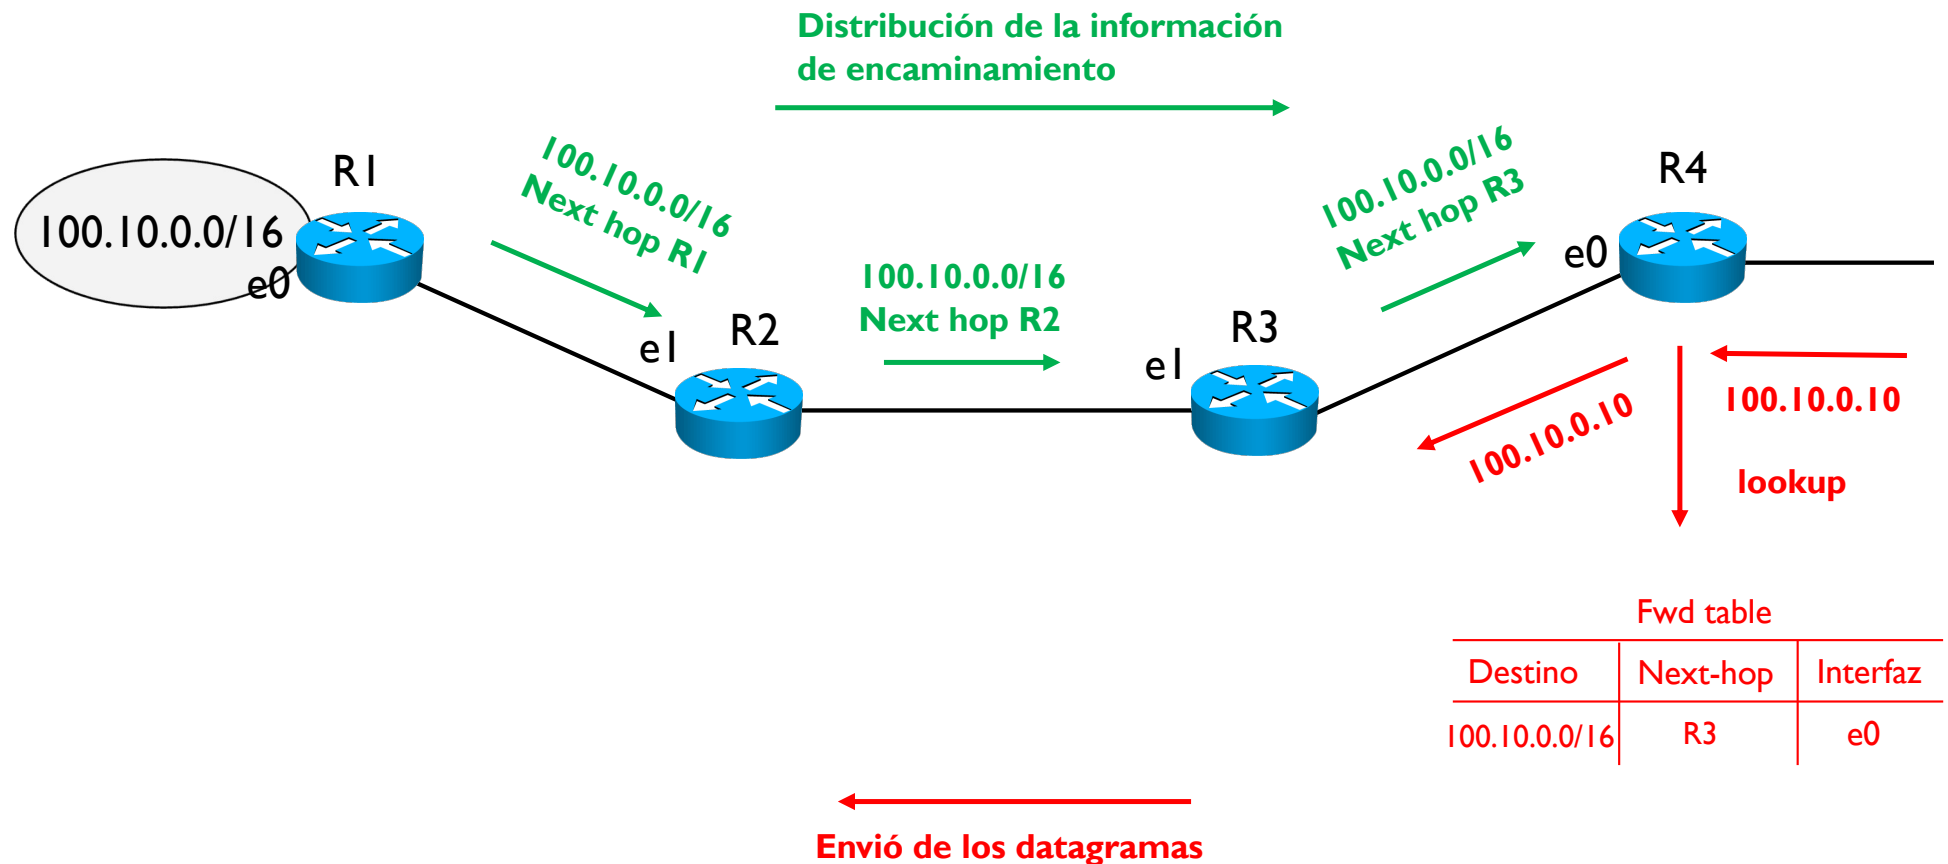 Distribución de la información
de encaminamiento
R1
100.10.0.0/16
e0
100.10.0.0/16
Next hop R1
e1
R2
100.10.0.0/16
Next hop R2
e1
R3
100.10.0.0/16
Next hop R3
e0
R4
100.10.0.10
100.10.0.10
lookup
Fwd table
Destino Next-hop Interfaz
100.10.0.0/16 R3 e0
Envió de los datagramas